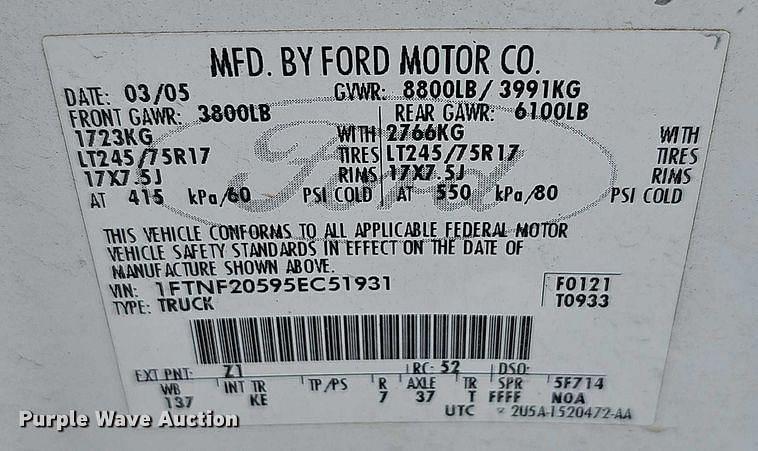 MFD. BY FORD MOTOR CO.
DATE: 03/05 GVWR: 8800LB/ 3991KG
FRONT GAWR: 3800LB REAR GAWR: 6100LB
1723KG WITH 2766KG WITH
LT245/75R17 TIRES LT245/75R17 TIRES
17X7.5J RIMS 17X7.5J RIMS
AT 415 kPa/60 PSI COLD AT 550 kPa/80 PSI COLD
Ford
THIS VEHICLE CONFORMS TO ALL APPLICABLE FEDERAL MOTOR
VEHICLE SAFETY STANDARDS IN EFFECT ON THE DATE OF
MANUFACTURE SHOWN ABOVE.
VIN: 1FTNF20595EC51931 F0121
TYPE: TRUCK T0933
EXT PNT: Z1 RC: 52 DSO:
WB INT TR TP/PS R AXLE TR SPR 5F714
137 KE 7 37 T FFFF NOA
UTC 2U5A-1520472-AA
Purple Wave Auction